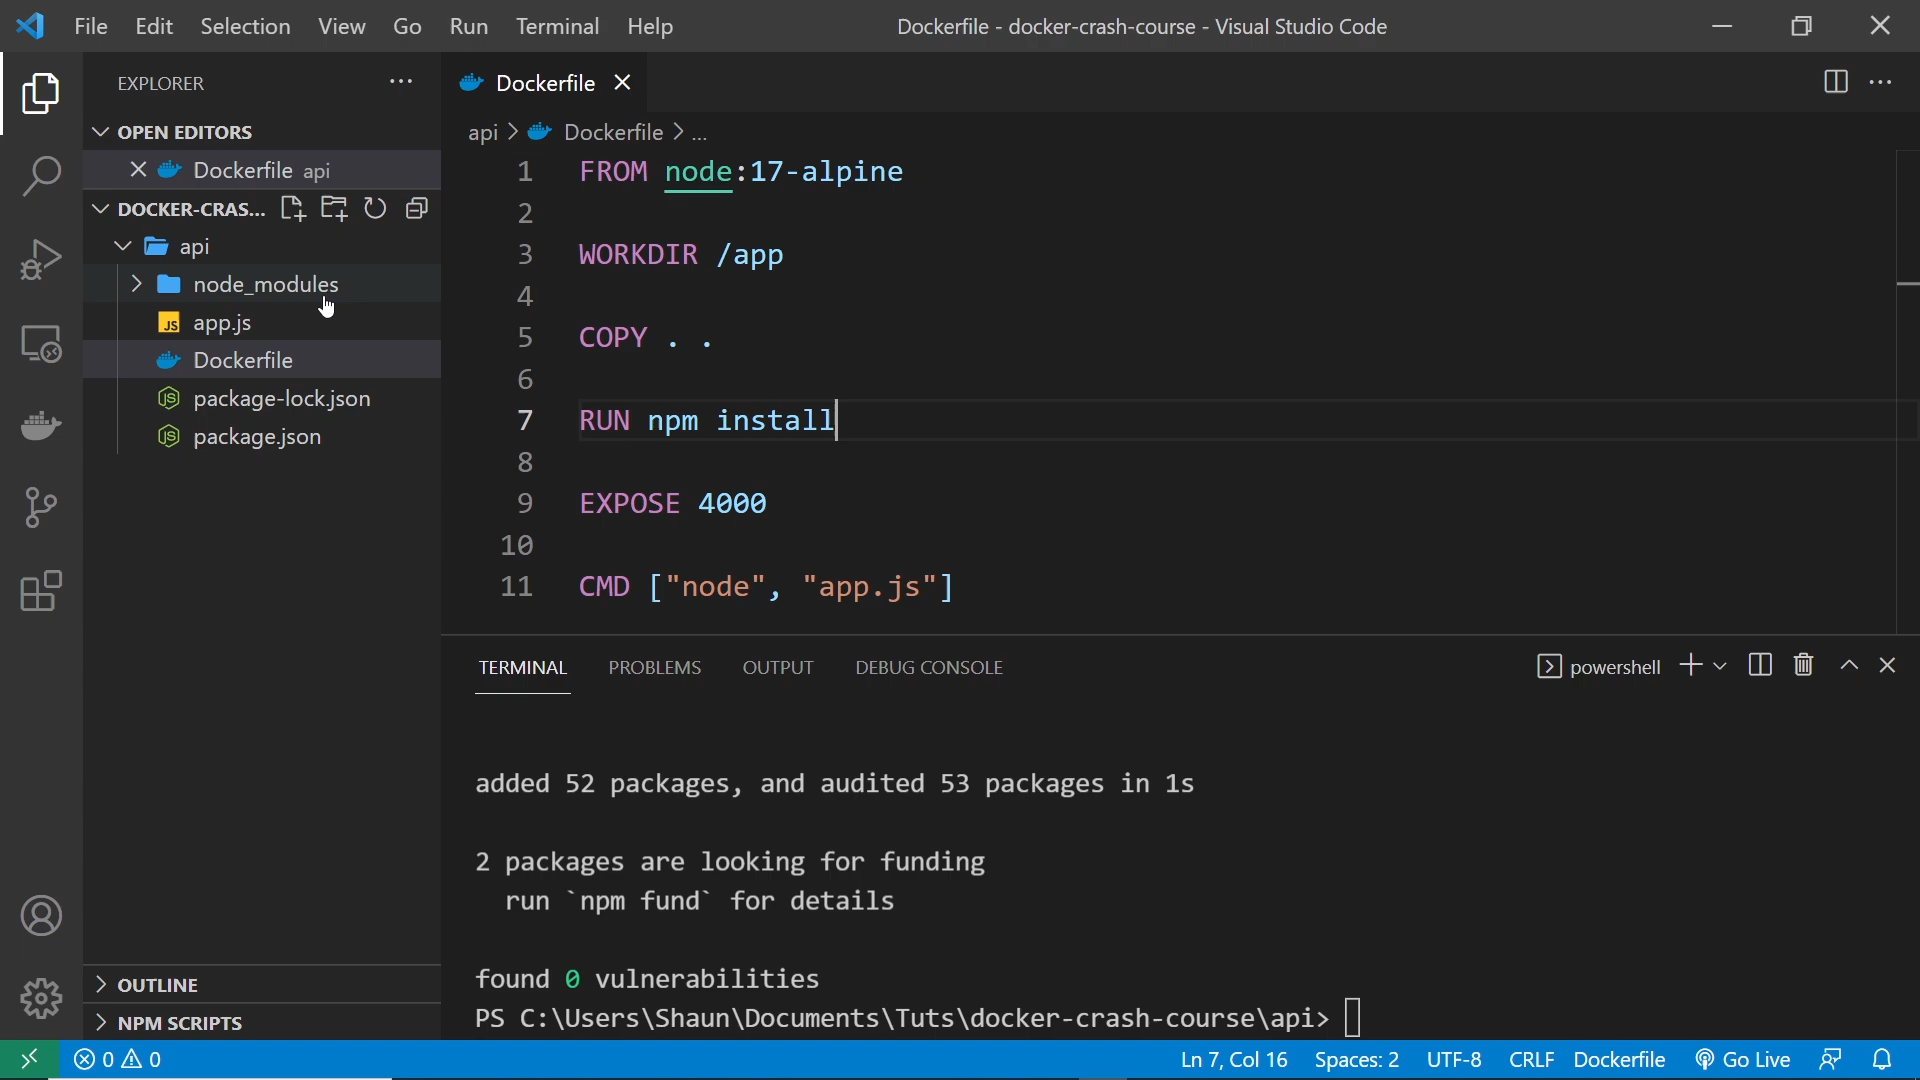 File Edit Selection View Go Run Terminal Help Dockerfile - docker-crash-course - Visual Studio Code
EXPLORER
OPEN EDITORS
Dockerfile api
DOCKER-CRAS...
api
node_modules
app.js
Dockerfile
package-lock.json
package.json
OUTLINE
NPM SCRIPTS
Dockerfile
api > Dockerfile > ...
1 FROM node:17-alpine
2
3 WORKDIR /app
4
5 COPY . .
6
7 RUN npm install
8
9 EXPOSE 4000
10
11 CMD ["node", "app.js"]
TERMINAL PROBLEMS OUTPUT DEBUG CONSOLE powershell
added 52 packages, and audited 53 packages in 1s
2 packages are looking for funding
run `npm fund` for details
found 0 vulnerabilities
PS C:\Users\Shaun\Documents\Tuts\docker-crash-course\api>
0 0 Ln 7, Col 16 Spaces: 2 UTF-8 CRLF Dockerfile Go Live